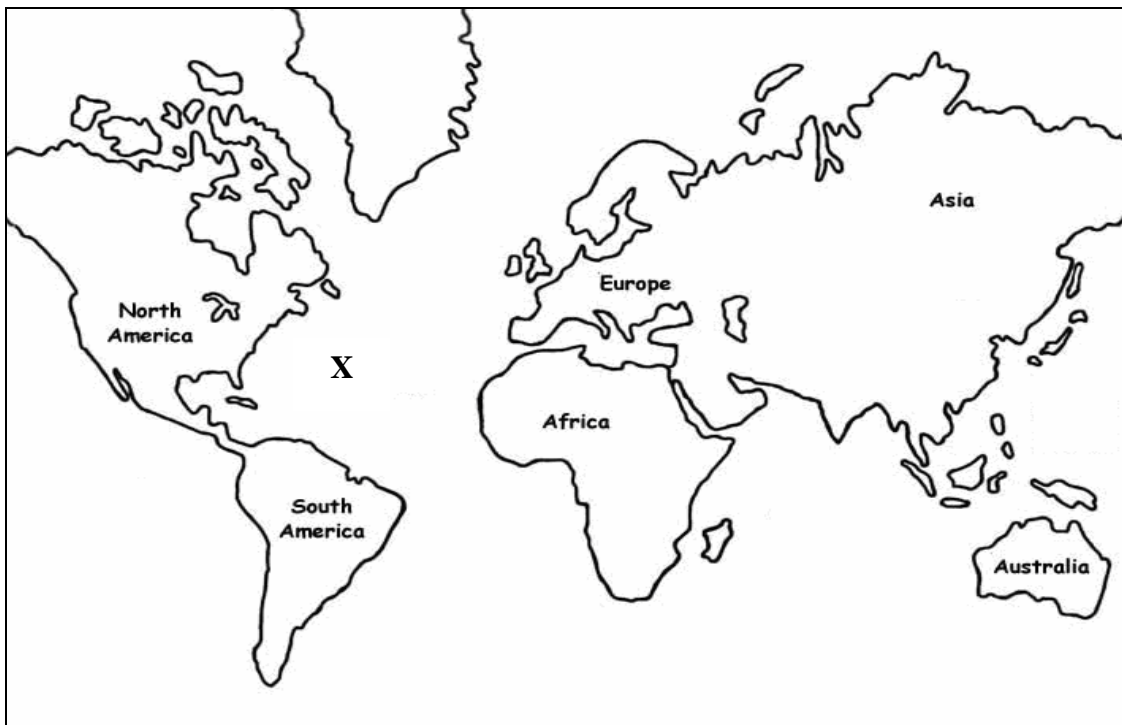 Asia
Europe
North
America
X
Africa
South
America
Australia